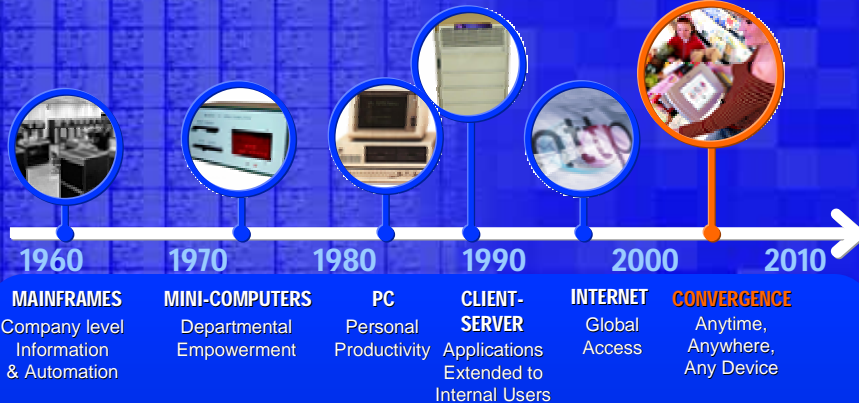 http
1960 1970 1980 1990 2000 2010
MAINFRAMES
Company level
Information
& Automation
MINI-COMPUTERS
Departmental
Empowerment
PC
Personal
Productivity
CLIENT-
SERVER
Applications
Extended to
Internal Users
INTERNET
Global
Access
CONVERGENCE
Anytime,
Anywhere,
Any Device